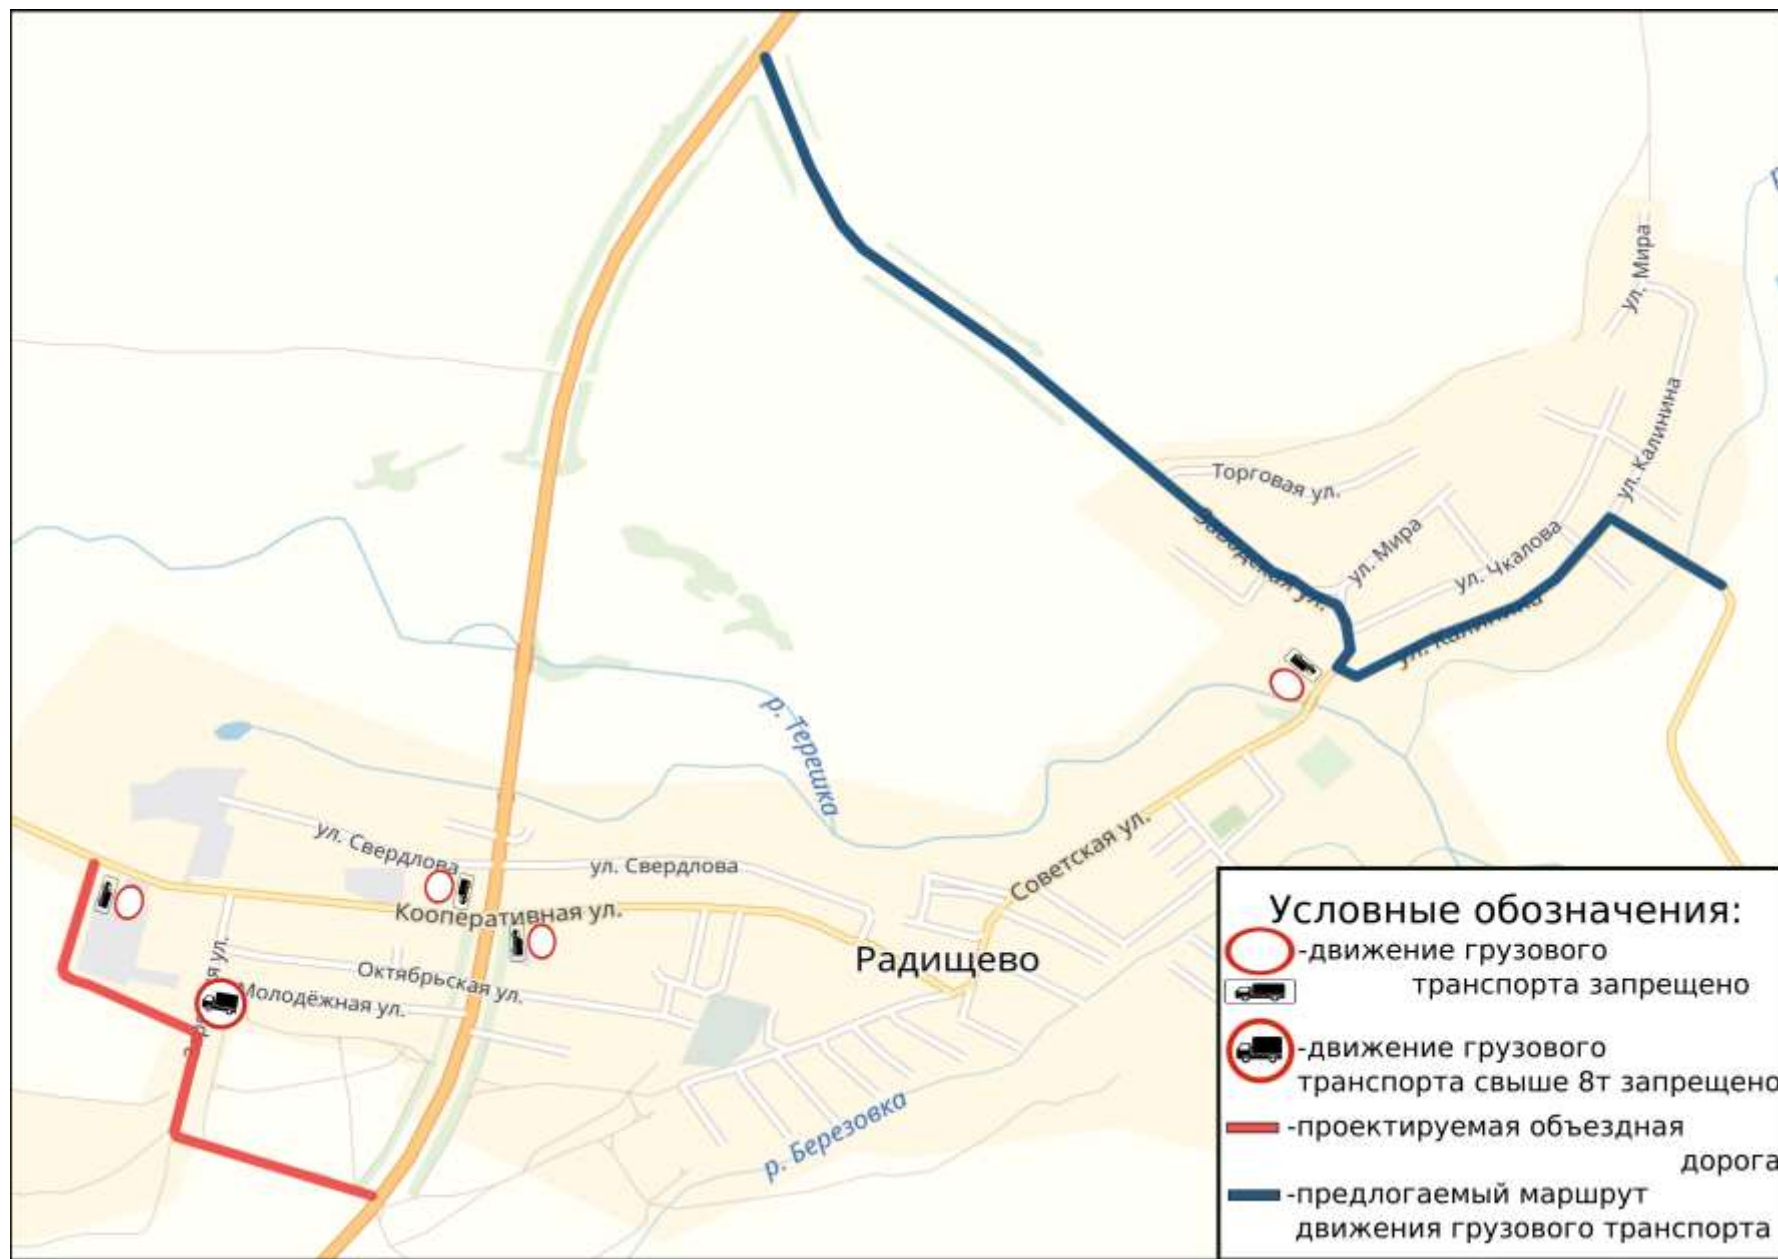 ул. Мира
ул. Калинина
Торговая ул.
Заводская ул.
ул. Мира
ул. Чкалова
ул. Калинина
р. Терешка
ул. Свердлова
ул. Свердлова
Советская ул.
Кооперативная ул.
Радищево
Октябрьская ул.
Молодёжная ул.
ул.
р. Березовка
Условные обозначения:
-движение грузового
транспорта запрещено
-движение грузового
транспорта свыше 8т запрещено
-проектируемая объездная
дорога
-предлогаемый маршрут
движения грузового транспорта